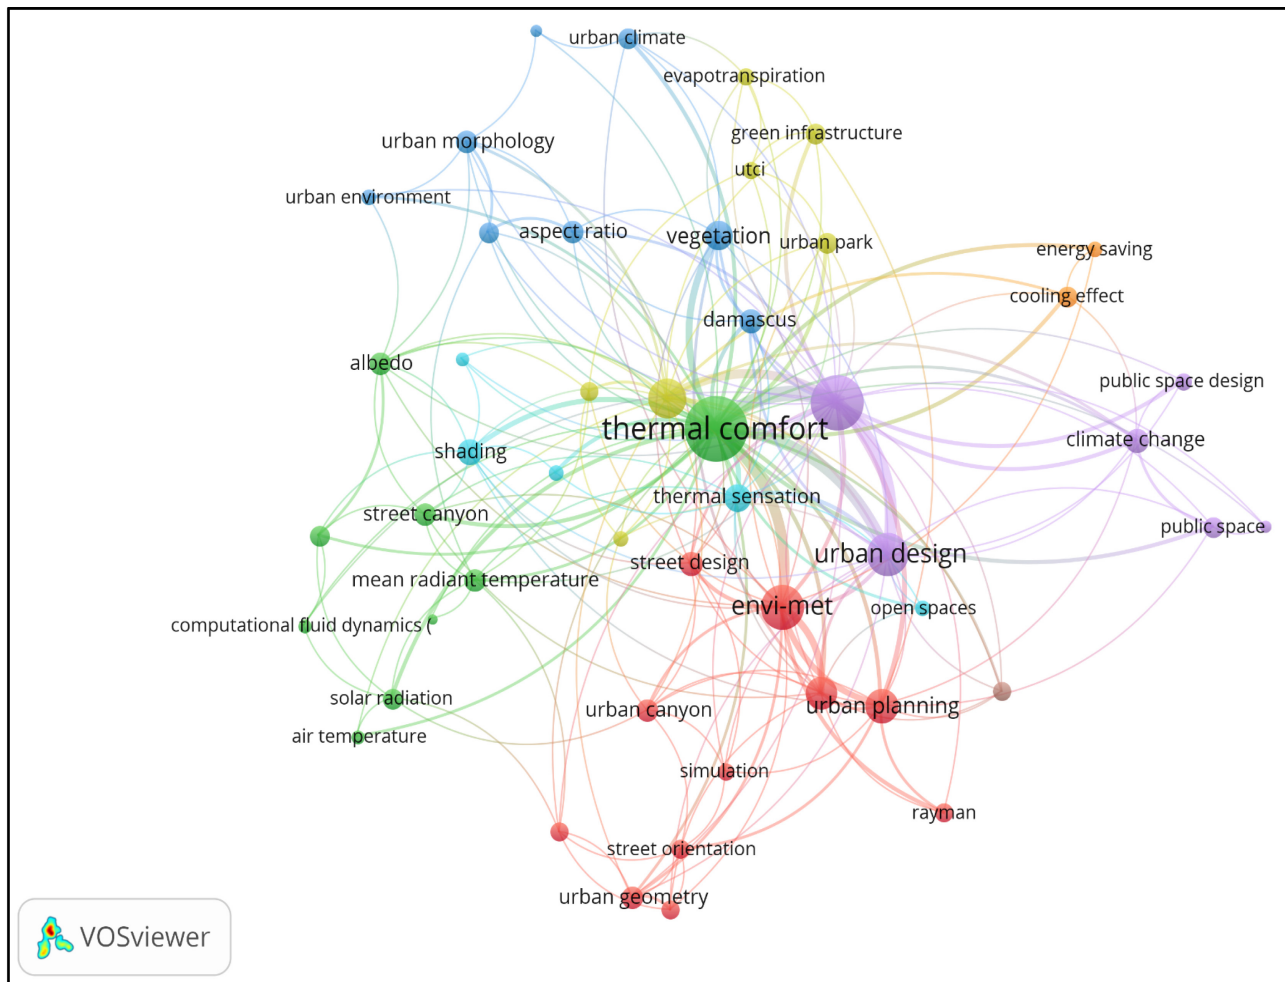 urban climate
evapotranspiration
green infrastructure
urban morphology
utci
urban environment
aspect ratio
vegetation
urban park
energy saving
cooling effect
damascus
albedo
public space design
thermal comfort
climate change
shading
thermal sensation
street canyon
public space
urban design
street design
mean radiant temperature
envi-met
open spaces
computational fluid dynamics (
solar radiation
urban canyon
urban planning
air temperature
simulation
rayman
street orientation
urban geometry
VOSviewer